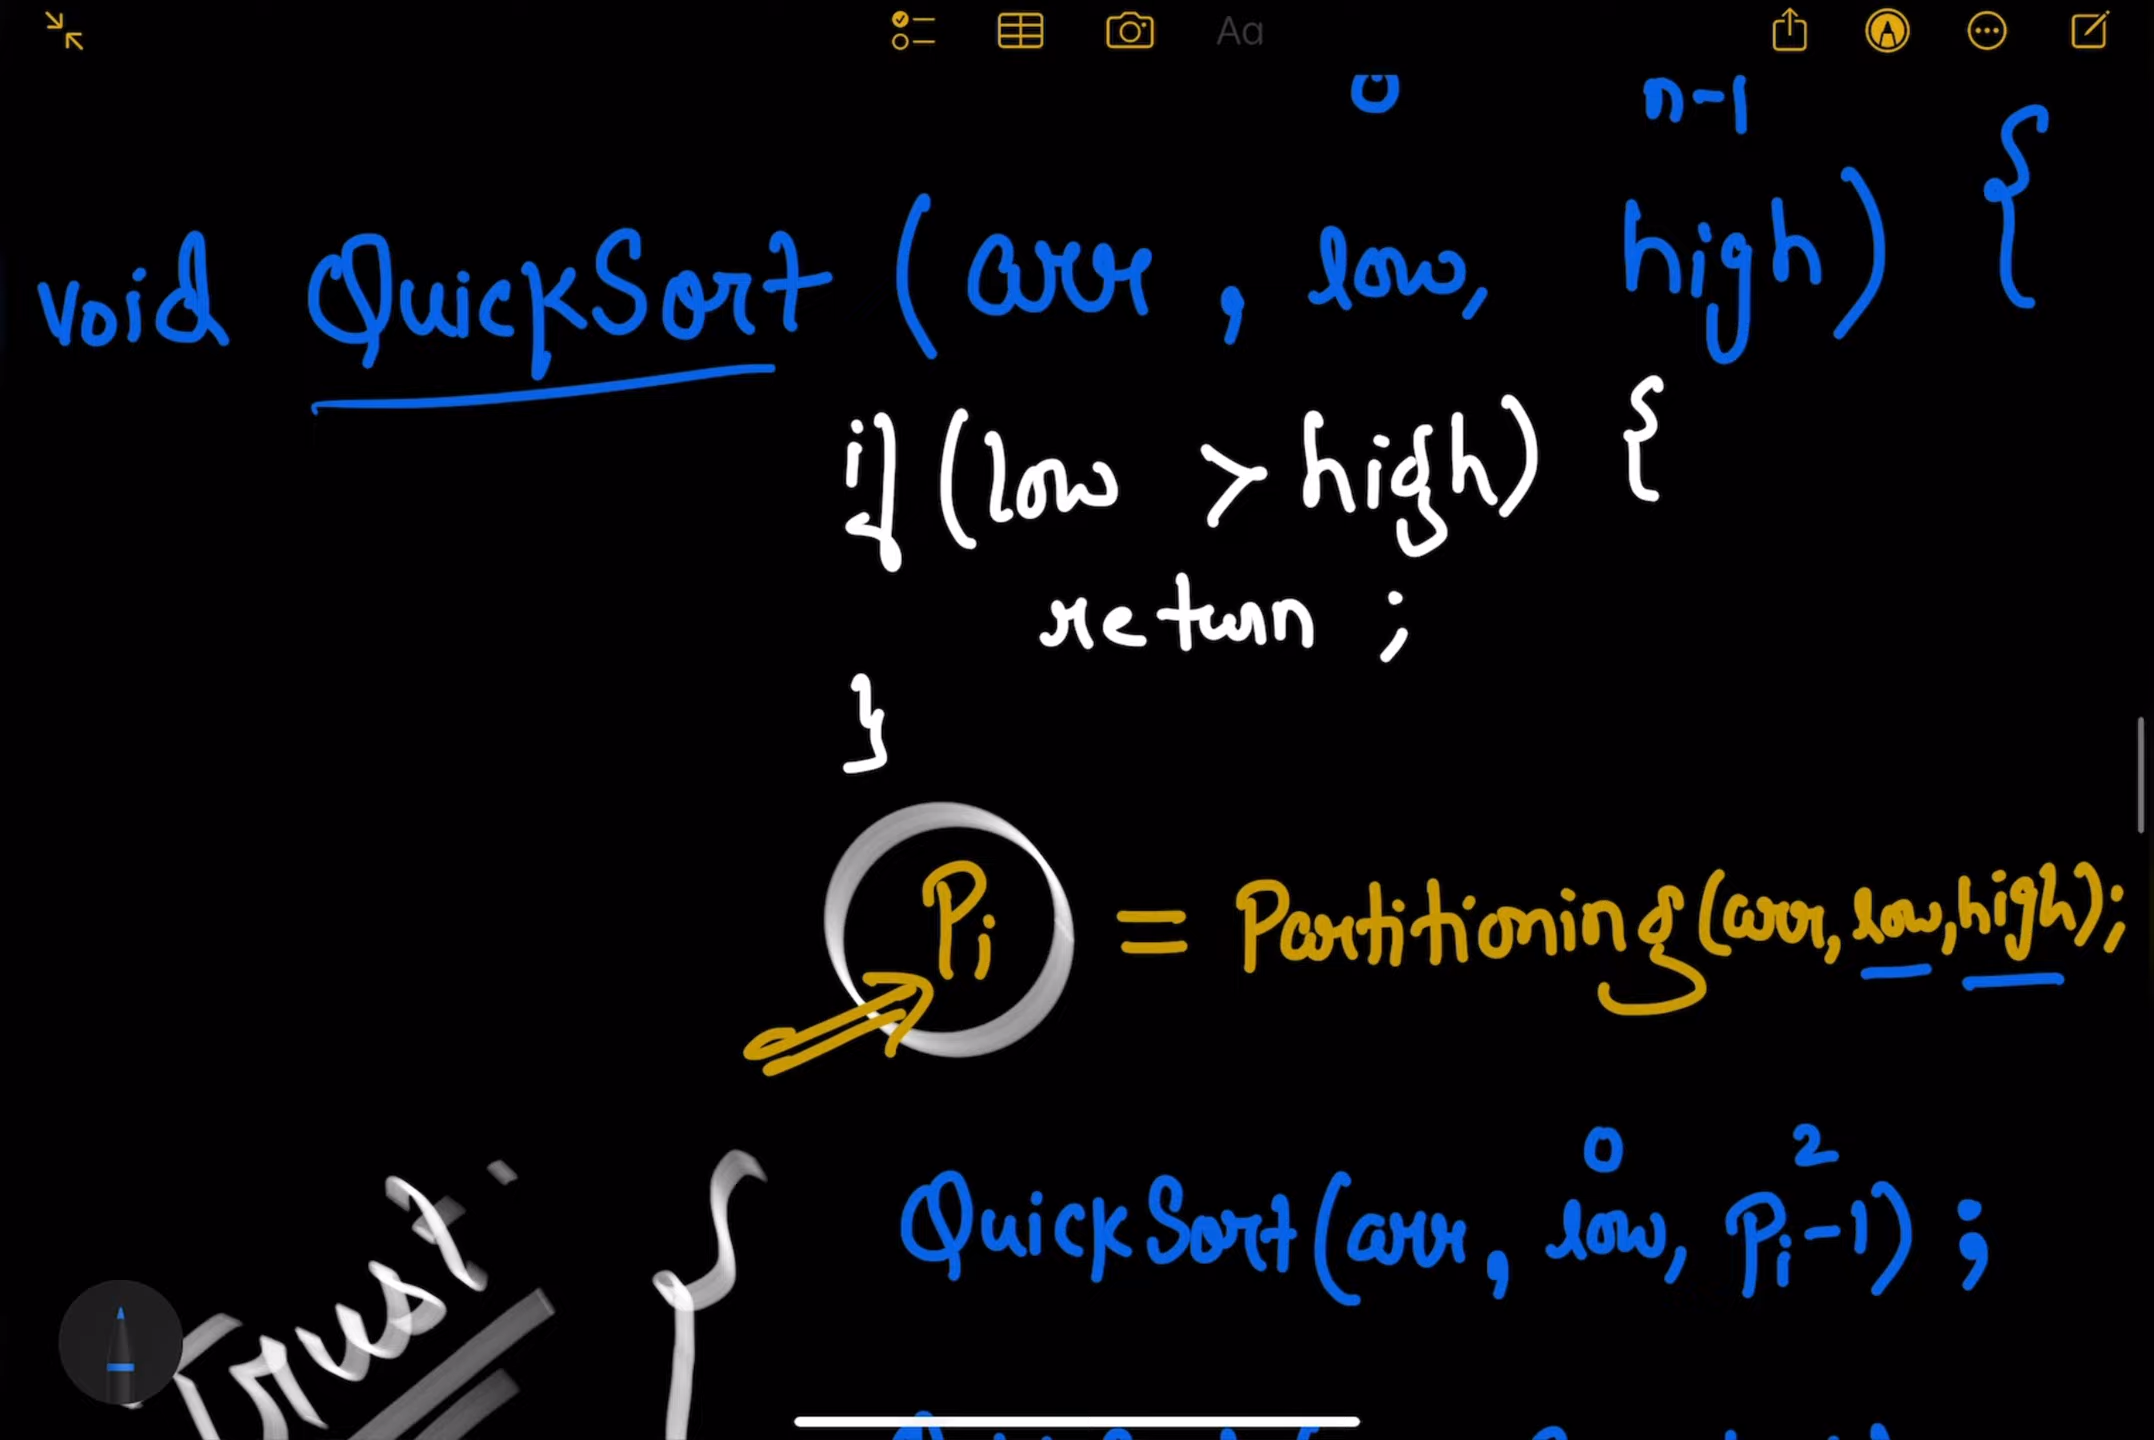 Aa
0 n-1
void QuickSort (arr, low, high) {
if (low > high) {
return ;
}
Pi = Partitioning(arr, low, high);
0 2
QuickSort(arr, low, Pi-1) ;
Trust {